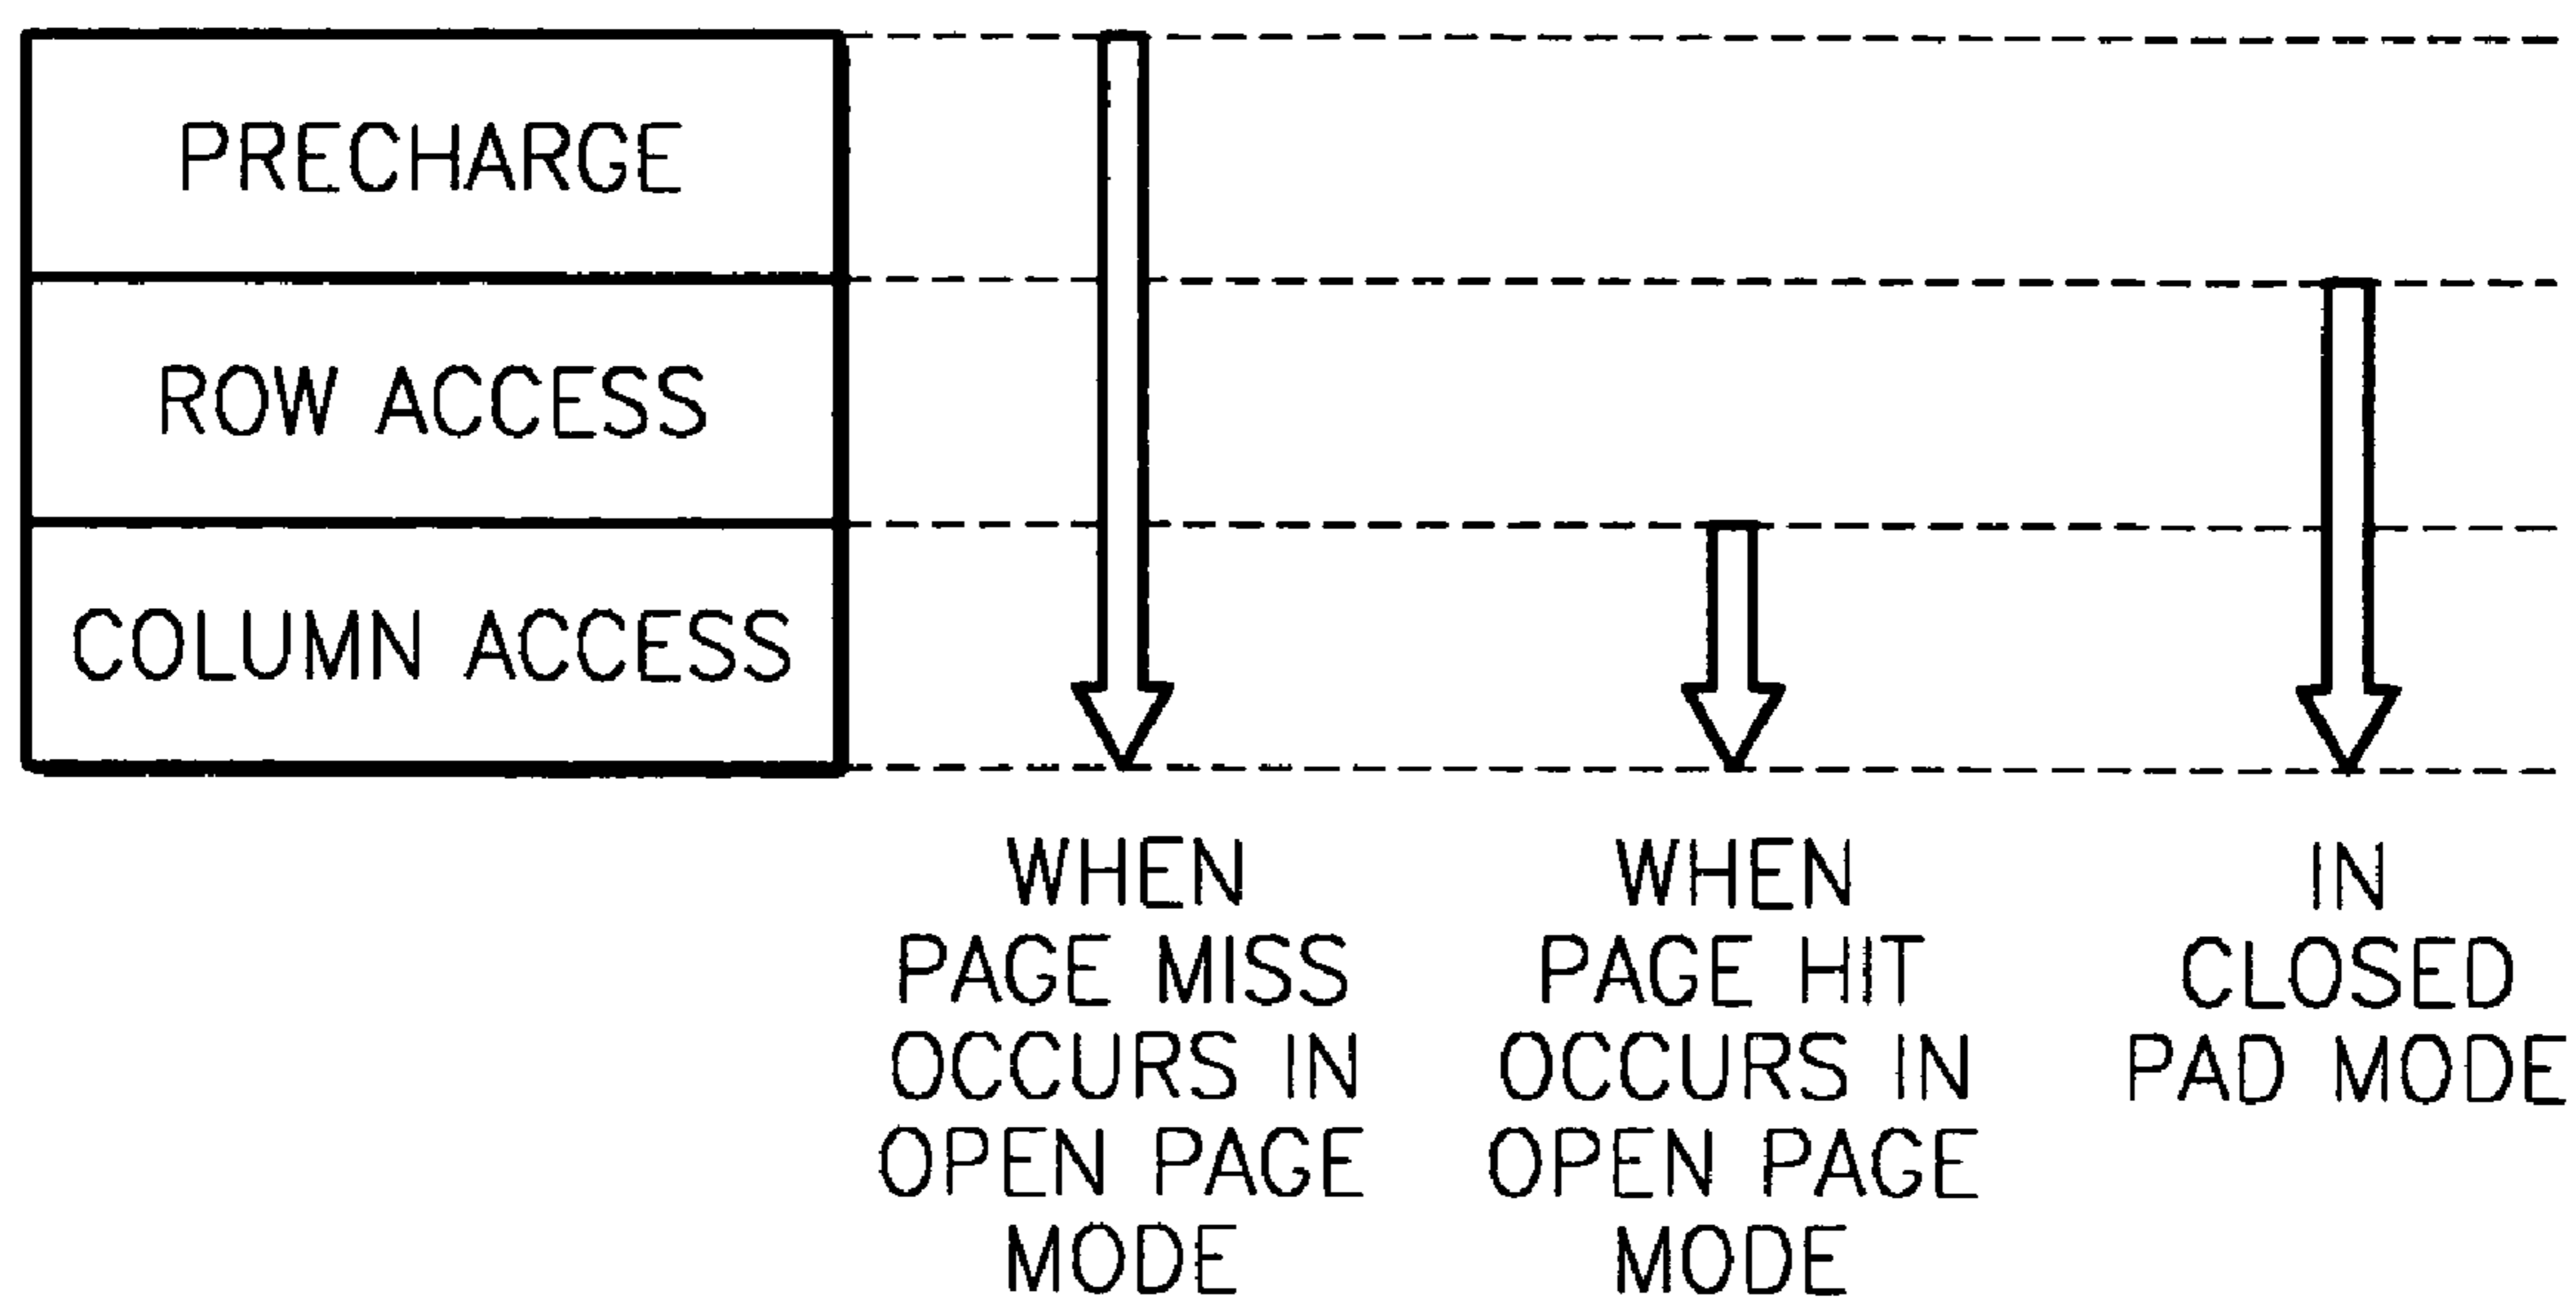 PRECHARGE
ROW ACCESS
COLUMN ACCESS
WHEN
PAGE MISS
OCCURS IN
OPEN PAGE
MODE
WHEN
PAGE HIT
OCCURS IN
OPEN PAGE
MODE
IN
CLOSED
PAD MODE